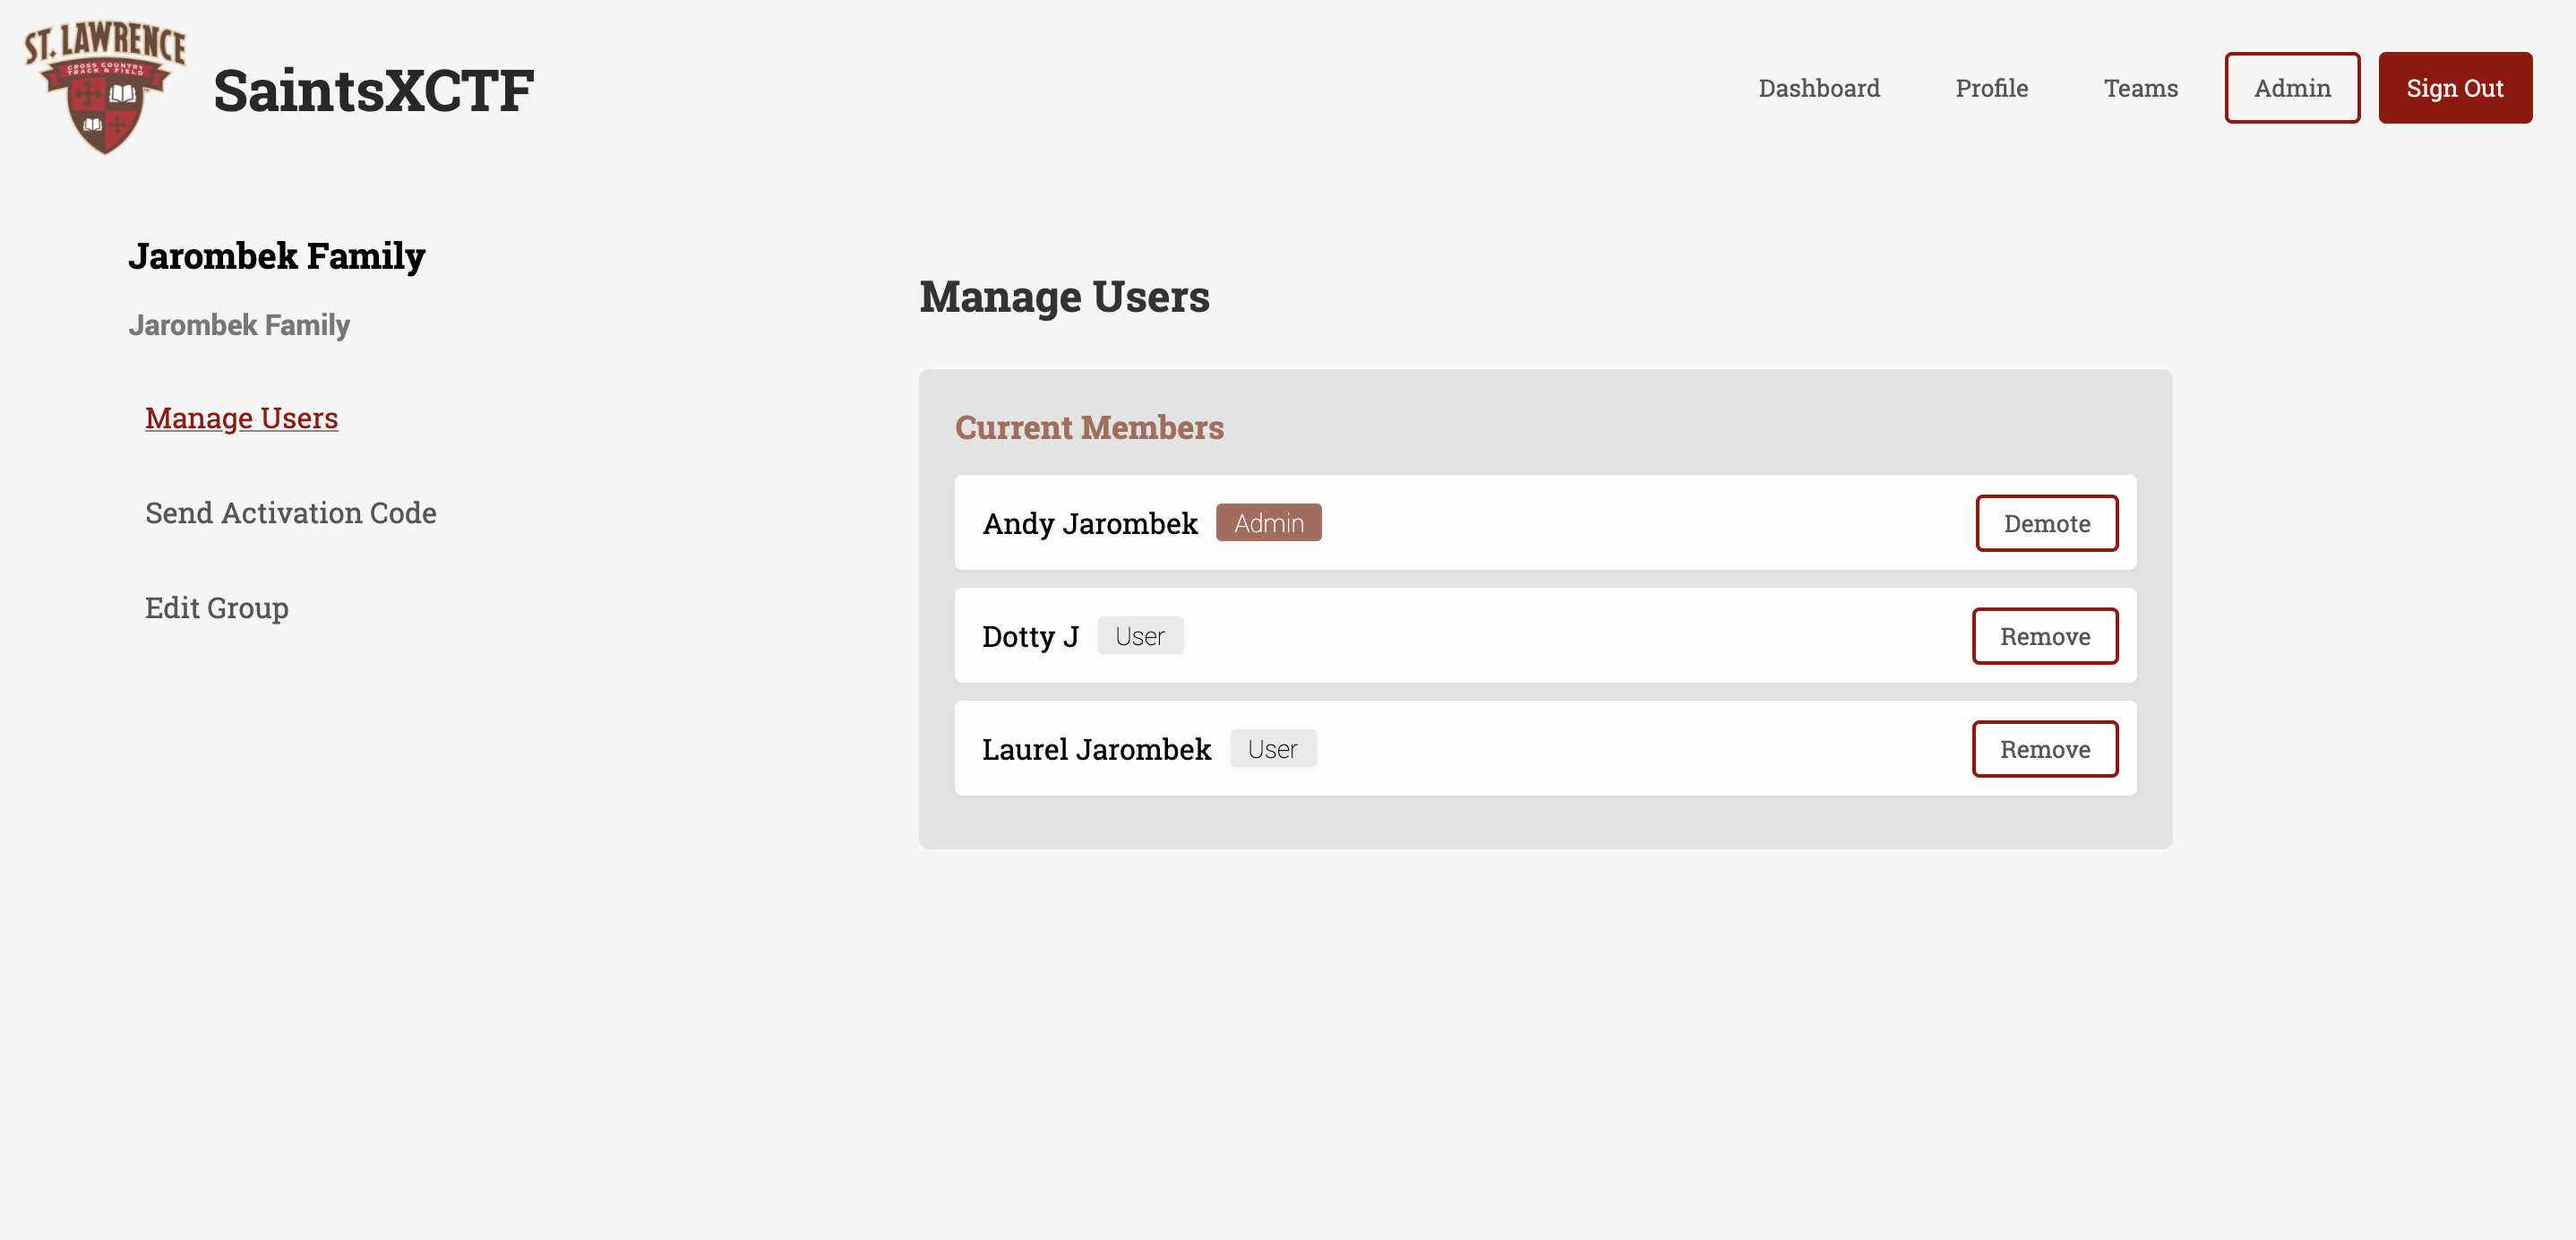 ST. LAWRENCE
CROSS COUNTRY
TRACK & FIELD
SaintsXCTF
Dashboard
Profile
Teams
Admin
Sign Out
Jarombek Family
Jarombek Family
Manage Users
Send Activation Code
Edit Group
Manage Users
Current Members
Andy Jarombek Admin Demote
Dotty J User Remove
Laurel Jarombek User Remove